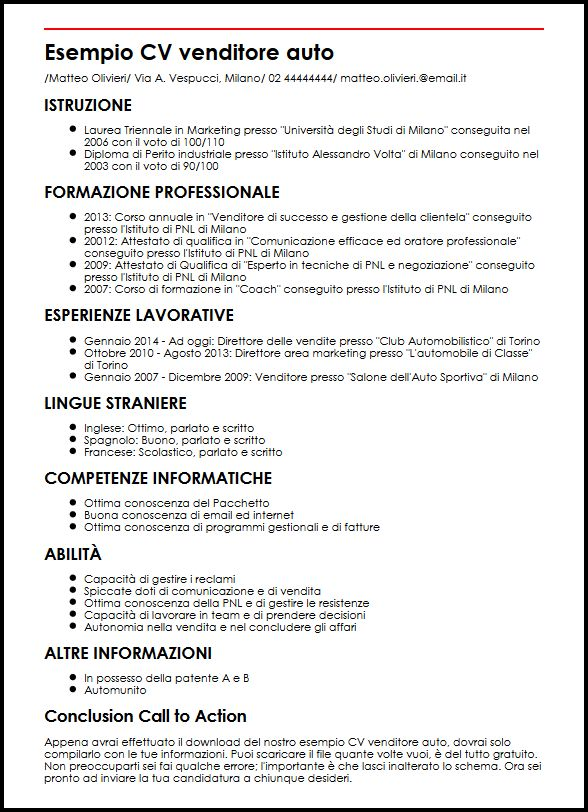 Esempio CV venditore auto
/Matteo Olivieri/ Via A. Vespucci, Milano/ 02 44444444/ matteo.olivieri.@email.it
ISTRUZIONE
● Laurea Triennale in Marketing presso "Università degli Studi di Milano" conseguita nel
2006 con il voto di 100/110
● Diploma di Perito industriale presso "Istituto Alessandro Volta" di Milano conseguito nel
2003 con il voto di 90/100
FORMAZIONE PROFESSIONALE
● 2013: Corso annuale in "Venditore di successo e gestione della clientela" conseguito
presso l'Istituto di PNL di Milano
● 20012: Attestato di qualifica in "Comunicazione efficace ed oratore professionale"
conseguito presso l'Istituto di PNL di Milano
● 2009: Attestato di Qualifica di "Esperto in tecniche di PNL e negoziazione" conseguito
presso l'Istituto di PNL di Milano
● 2007: Corso di formazione in "Coach" conseguito presso l'Istituto di PNL di Milano
ESPERIENZE LAVORATIVE
● Gennaio 2014 - Ad oggi: Direttore delle vendite presso "Club Automobilistico" di Torino
● Ottobre 2010 - Agosto 2013: Direttore area marketing presso "L'automobile di Classe"
di Torino
● Gennaio 2007 - Dicembre 2009: Venditore presso "Salone dell'Auto Sportiva" di Milano
LINGUE STRANIERE
● Inglese: Ottimo, parlato e scritto
● Spagnolo: Buono, parlato e scritto
● Francese: Scolastico, parlato e scritto
COMPETENZE INFORMATICHE
● Ottima conoscenza del Pacchetto
● Buona conoscenza di email ed internet
● Ottima conoscenza di programmi gestionali e di fatture
ABILITÀ
● Capacità di gestire i reclami
● Spiccate doti di comunicazione e di vendita
● Ottima conoscenza della PNL e di gestire le resistenze
● Capacità di lavorare in team e di prendere decisioni
● Autonomia nella vendita e nel concludere gli affari
ALTRE INFORMAZIONI
● In possesso della patente A e B
● Automunito
Conclusion Call to Action
Appena avrai effettuato il download del nostro esempio CV venditore auto, dovrai solo
compilarlo con le tue informazioni. Puoi scaricare il file quante volte vuoi, è del tutto gratuito.
Non preoccuparti sei fai qualche errore; l'importante è che lasci inalterato lo schema. Ora sei
pronto ad inviare la tua candidatura a chiunque desideri.